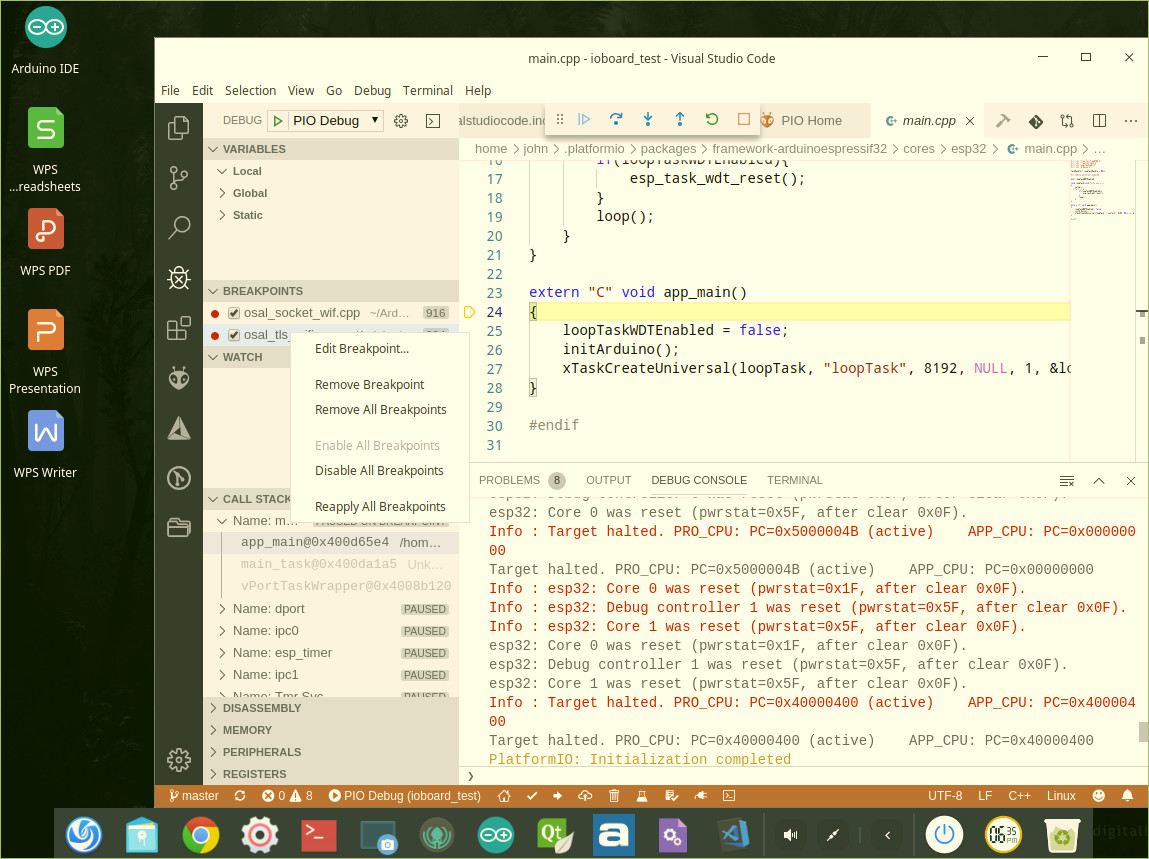 Arduino IDE
WPS
...readsheets
WPS PDF
WPS
Presentation
WPS Writer
main.cpp - ioboard_test - Visual Studio Code
File Edit Selection View Go Debug Terminal Help
DEBUG PIO Debug
alstudiocode.inc PIO Home main.cpp
home john .platformio packages framework-arduinoespressif32 cores esp32 main.cpp ...
VARIABLES
Local
Global
Static
BREAKPOINTS
osal_socket_wif.cpp ~/Ard... 916
osal_tls_
WATCH
Edit Breakpoint...
Remove Breakpoint
Remove All Breakpoints
Enable All Breakpoints
Disable All Breakpoints
Reapply All Breakpoints
CALL STACK
Name: m... PAUSED ON BREAKPOINT
app_main@0x400d65e4 /hom...
main_task@0x400da1a5 Unk...
vPortTaskWrapper@0x4008b120
Name: dport PAUSED
Name: ipc0 PAUSED
Name: esp_timer PAUSED
Name: ipc1 PAUSED
Name: Tmr Svc PAUSED
DISASSEMBLY
MEMORY
PERIPHERALS
REGISTERS
16 if(loopTaskWDTEnabled){
17 esp_task_wdt_reset();
18 }
19 loop();
20 }
21 }
22
23 extern "C" void app_main()
24 {
25 loopTaskWDTEnabled = false;
26 initArduino();
27 xTaskCreateUniversal(loopTask, "loopTask", 8192, NULL, 1, &lo
28 }
29
30 #endif
31
PROBLEMS 8 OUTPUT DEBUG CONSOLE TERMINAL
esp32: Debug controller 0 was reset (pwrstat=0x5F, after clear 0x0F).
esp32: Core 0 was reset (pwrstat=0x5F, after clear 0x0F).
Info : Target halted. PRO_CPU: PC=0x5000004B (active) APP_CPU: PC=0x000000
00
Target halted. PRO_CPU: PC=0x5000004B (active) APP_CPU: PC=0x00000000
Info : esp32: Core 0 was reset (pwrstat=0x1F, after clear 0x0F).
Info : esp32: Debug controller 1 was reset (pwrstat=0x5F, after clear 0x0F).
Info : esp32: Core 1 was reset (pwrstat=0x5F, after clear 0x0F).
esp32: Core 0 was reset (pwrstat=0x1F, after clear 0x0F).
esp32: Debug controller 1 was reset (pwrstat=0x5F, after clear 0x0F).
esp32: Core 1 was reset (pwrstat=0x5F, after clear 0x0F).
Info : Target halted. PRO_CPU: PC=0x40000400 (active) APP_CPU: PC=0x400004
00
Target halted. PRO_CPU: PC=0x40000400 (active) APP_CPU: PC=0x40000400
PlatformIO: Initialization completed
master 0 8 PIO Debug (ioboard_test) UTF-8 LF C++ Linux
Qt a 06 35 PM digitall